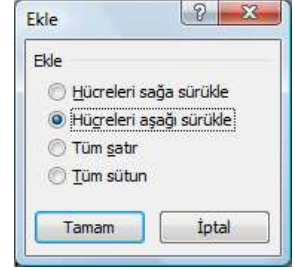 Ekle
Ekle
Hücreleri sağa sürükle
Hücreleri aşağı sürükle
Tüm satır
Tüm sütun
Tamam
İptal